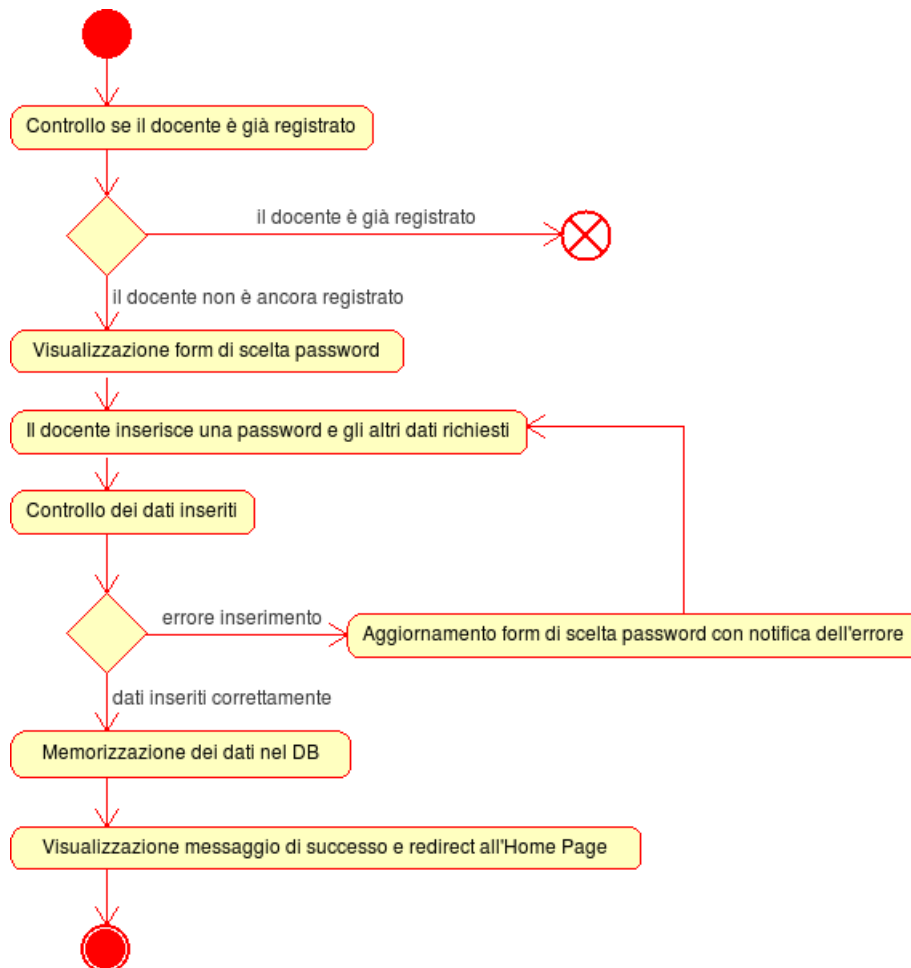 Controllo se il docente è già registrato
il docente è già registrato
il docente non è ancora registrato
Visualizzazione form di scelta password
Il docente inserisce una password e gli altri dati richiesti
Controllo dei dati inseriti
errore inserimento
Aggiornamento form di scelta password con notifica dell'errore
dati inseriti correttamente
Memorizzazione dei dati nel DB
Visualizzazione messaggio di successo e redirect all'Home Page